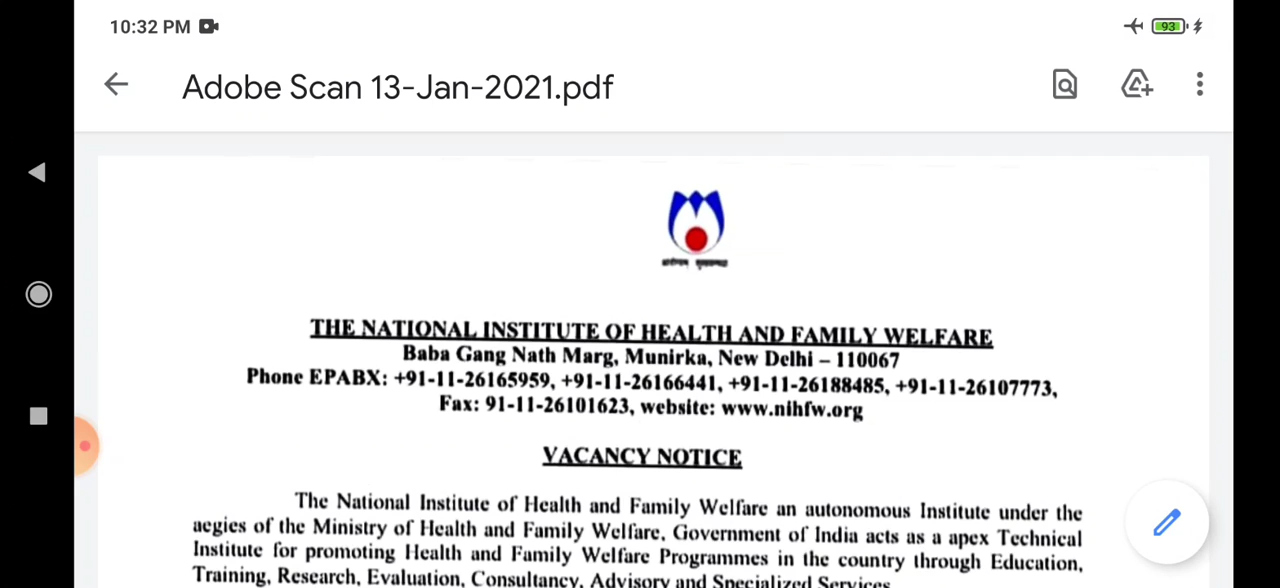 10:32 PM
93
Adobe Scan 13-Jan-2021.pdf
THE NATIONAL INSTITUTE OF HEALTH AND FAMILY WELFARE
Baba Gang Nath Marg, Munirka, New Delhi – 110067
Phone EPABX: +91-11-26165959, +91-11-26166441, +91-11-26188485, +91-11-26107773,
Fax: 91-11-26101623, website: www.nihfw.org
VACANCY NOTICE
The National Institute of Health and Family Welfare an autonomous Institute under the
aegies of the Ministry of Health and Family Welfare, Government of India acts as a apex Technical
Institute for promoting Health and Family Welfare Programmes in the country through Education,
Training, Research, Evaluation, Consultancy, Advisory and Specialized Services